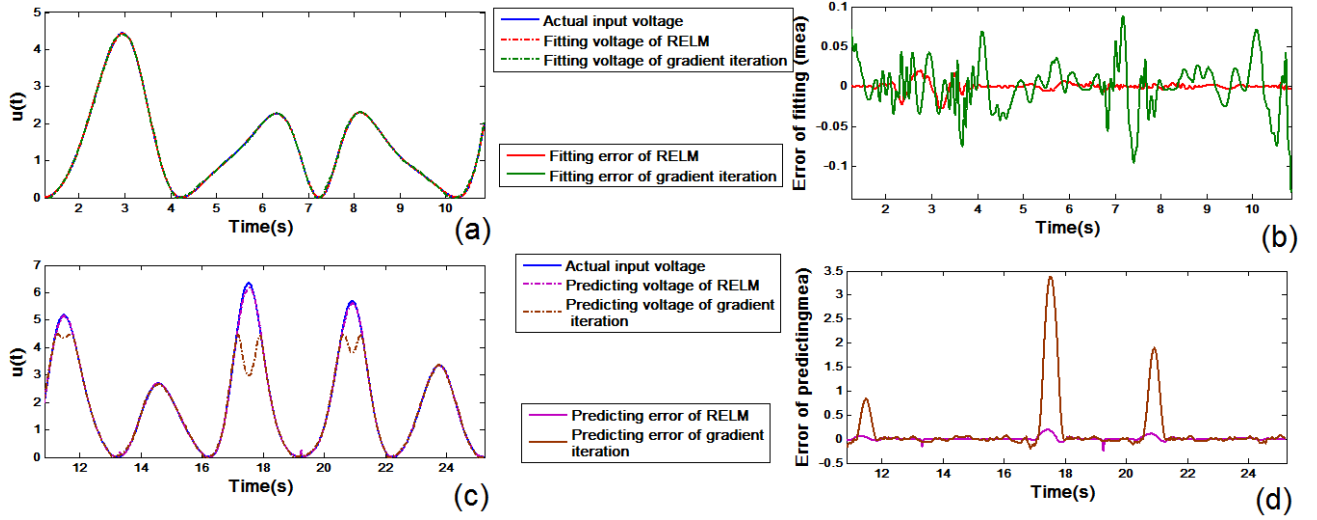 5
4
3
2
1
0
u(t)
2 3 4 5 6 7 8 9 10
Time(s)
(a)
Actual input voltage
Fitting voltage of RELM
Fitting voltage of gradient iteration
Fitting error of RELM
Fitting error of gradient iteration
0.1
0.05
0
-0.05
-0.1
Error of fitting (mea)
2 3 4 5 6 7 8 9 10
Time(s)
(b)
7
6
5
4
3
2
1
0
u(t)
12 14 16 18 20 22 24
Time(s)
(c)
Actual input voltage
Predicting voltage of RELM
Predicting voltage of gradient
iteration
Predicting error of RELM
Predicting error of gradient
iteration
3.5
3
2.5
2
1.5
1
0.5
0
-0.5
Error of predictingmea)
12 14 16 18 20 22 24
Time(s)
(d)